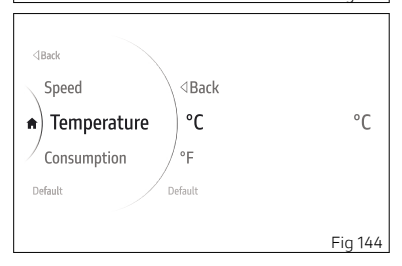 Back
Speed
Back
Temperature
°C
°C
Consumption
°F
Default
Default
Fig 144